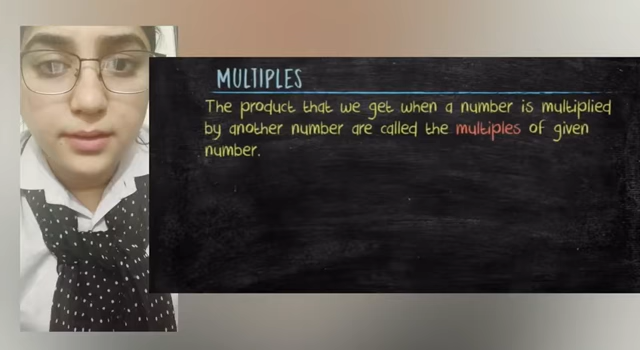 MULTIPLES
The product that we get when a number is multiplied
by another number are called the multiples of given
number.